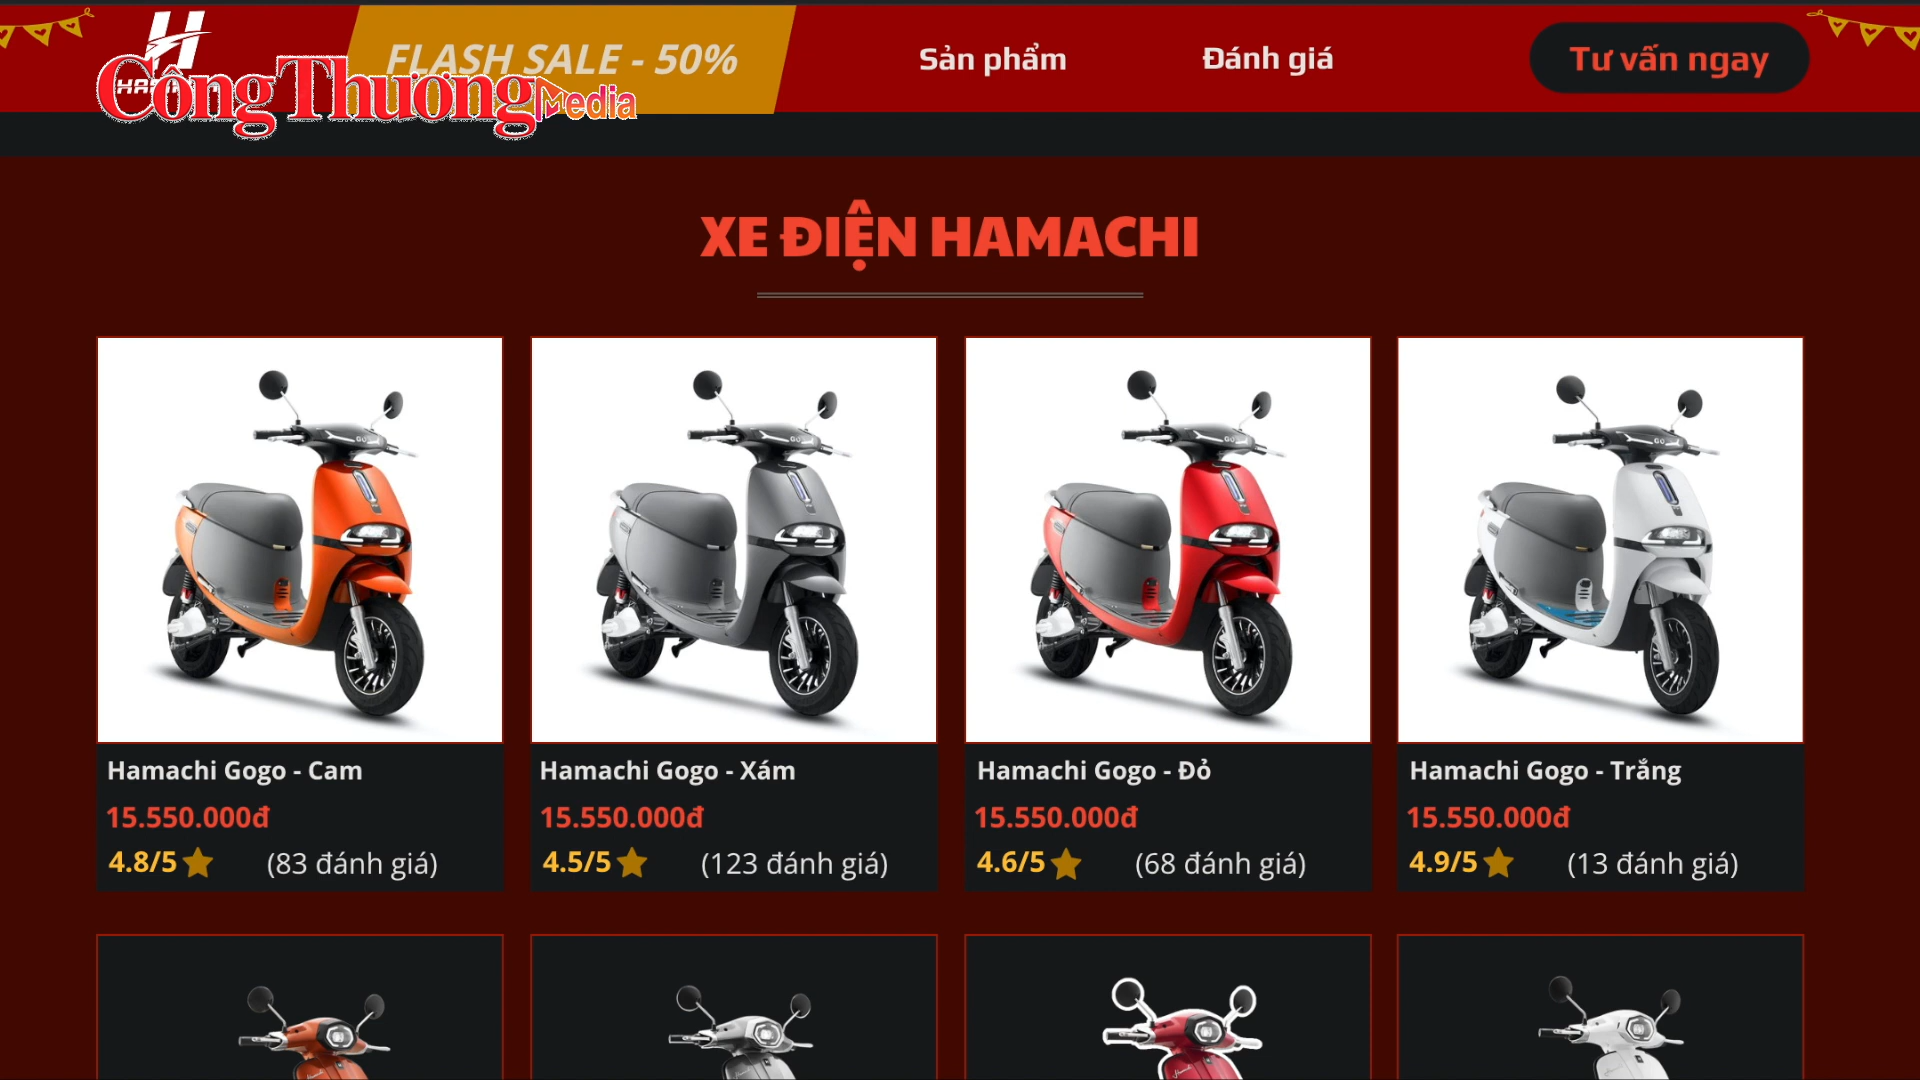 FLASH SALE - 50%
Sản phẩm
Đánh giá
Tư vấn ngay
Công Thương Media
XE ĐIỆN HAMACHI
Hamachi Gogo - Cam
15.550.000đ
4.8/5 (83 đánh giá)
Hamachi Gogo - Xám
15.550.000đ
4.5/5 (123 đánh giá)
Hamachi Gogo - Đỏ
15.550.000đ
4.6/5 (68 đánh giá)
Hamachi Gogo - Trắng
15.550.000đ
4.9/5 (13 đánh giá)